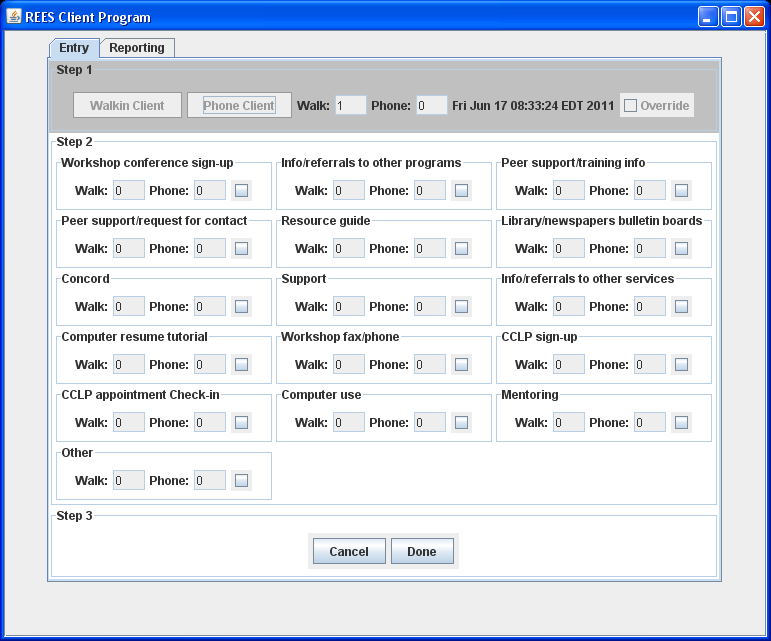 REES Client Program
Entry Reporting
Step 1
Walkin Client Phone Client Walk: 1 Phone: 0 Fri Jun 17 08:33:24 EDT 2011 Override
Step 2
Workshop conference sign-up Info/referrals to other programs Peer support/training info
Walk: 0 Phone: 0 Walk: 0 Phone: 0 Walk: 0 Phone: 0
Peer support/request for contact Resource guide Library/newspapers bulletin boards
Walk: 0 Phone: 0 Walk: 0 Phone: 0 Walk: 0 Phone: 0
Concord Support Info/referrals to other services
Walk: 0 Phone: 0 Walk: 0 Phone: 0 Walk: 0 Phone: 0
Computer resume tutorial Workshop fax/phone CCLP sign-up
Walk: 0 Phone: 0 Walk: 0 Phone: 0 Walk: 0 Phone: 0
CCLP appointment Check-in Computer use Mentoring
Walk: 0 Phone: 0 Walk: 0 Phone: 0 Walk: 0 Phone: 0
Other
Walk: 0 Phone: 0
Step 3
Cancel Done